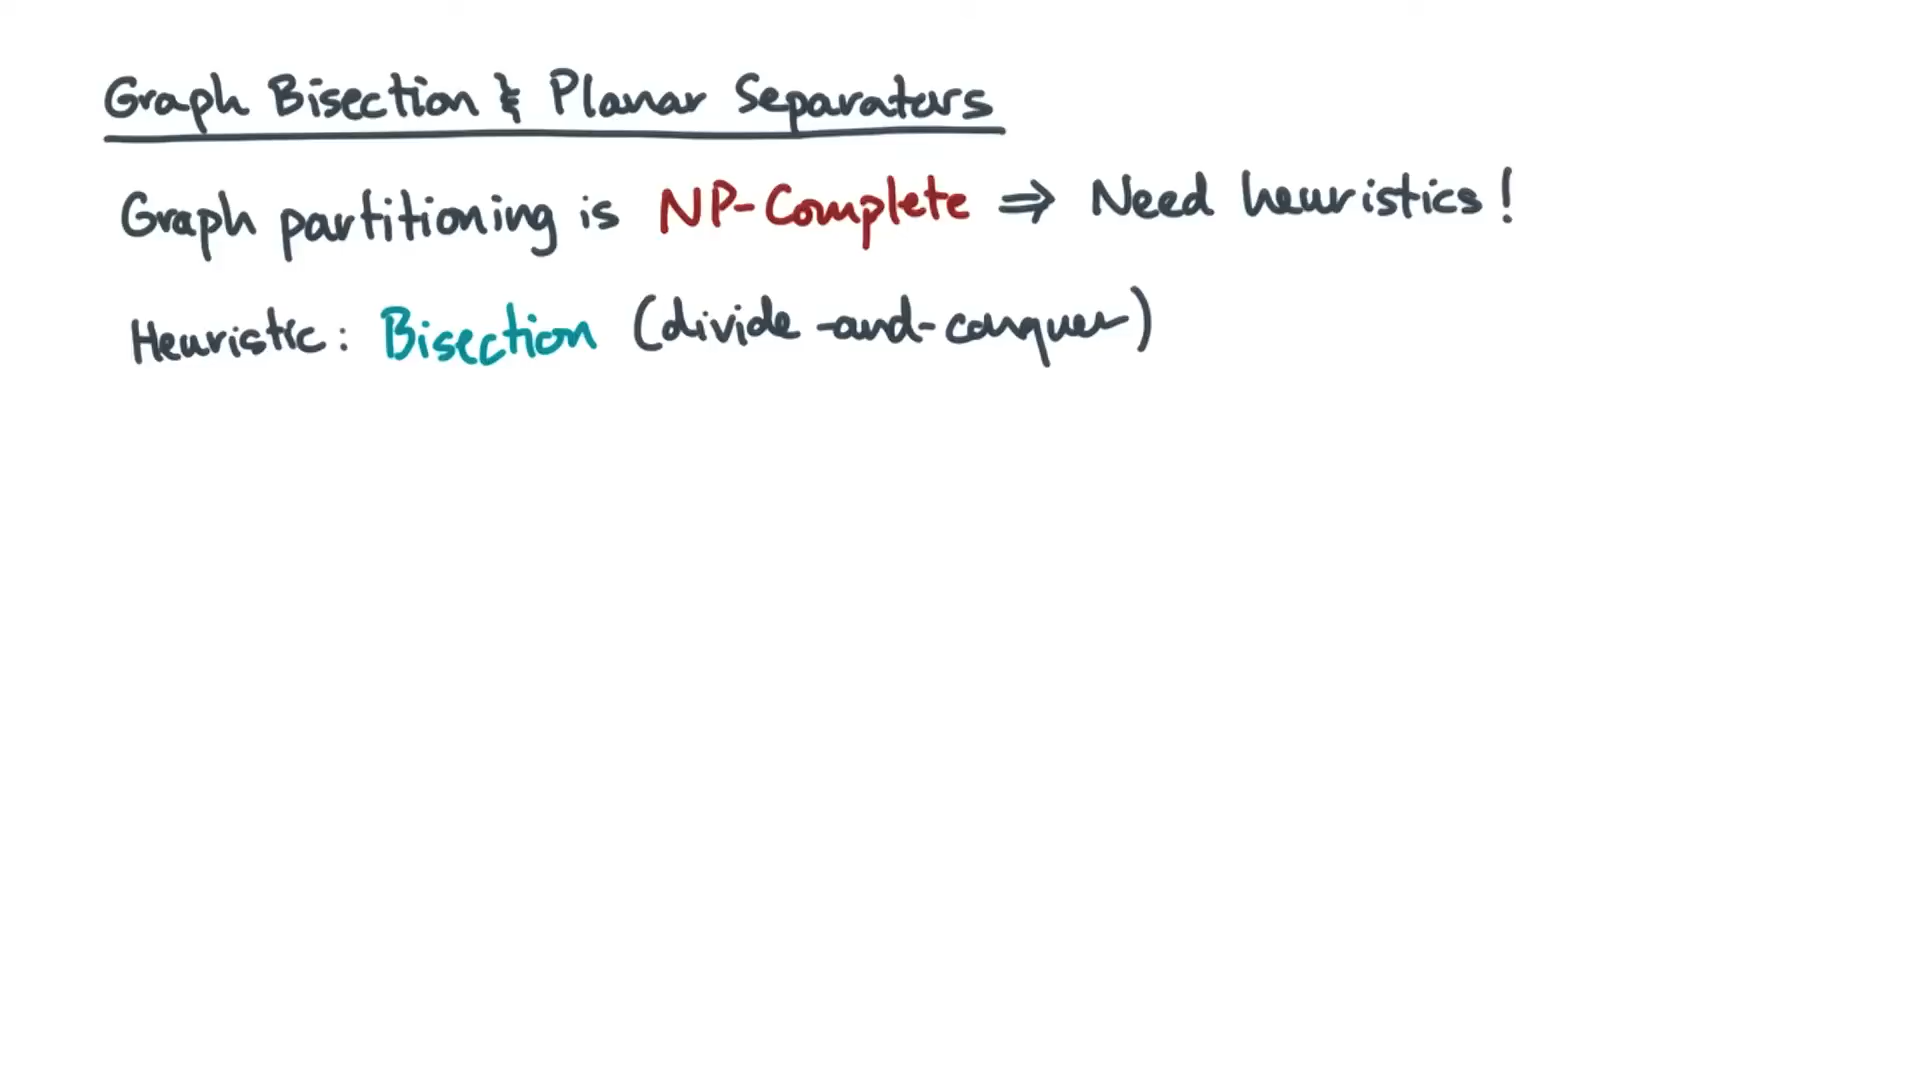 Graph Bisection & Planar Separators
Graph partitioning is NP-Complete ⇒ Need heuristics!
Heuristic: Bisection (divide-and-conquer)